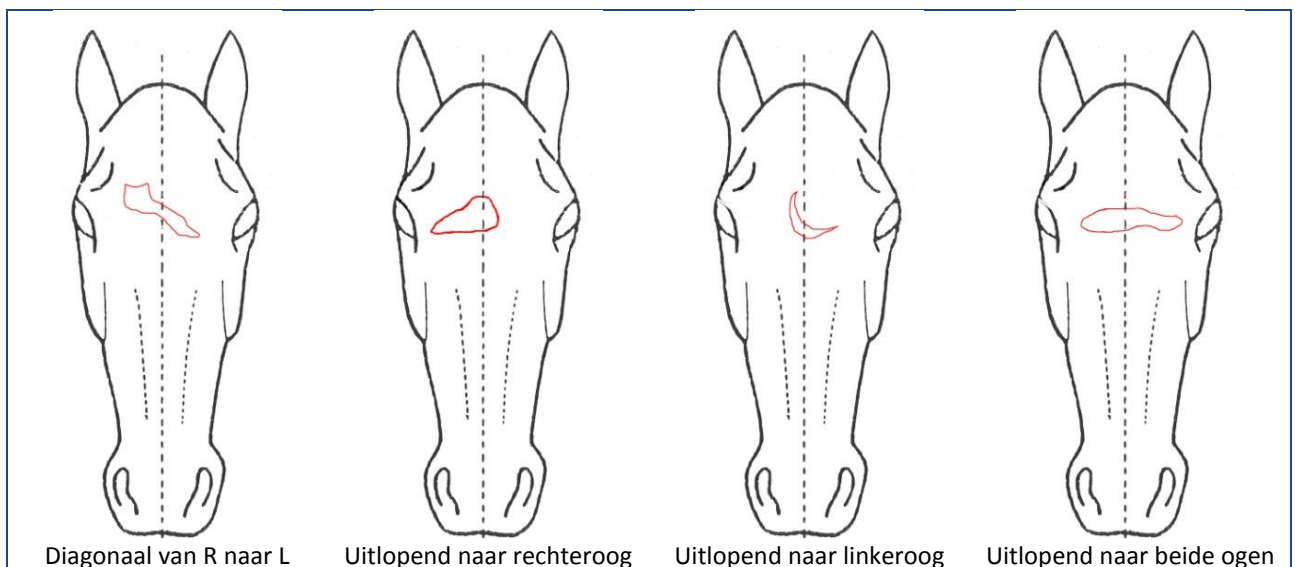 Diagonaal van R naar L
Uitlopend naar rechteroog
Uitlopend naar linkeroog
Uitlopend naar beide ogen